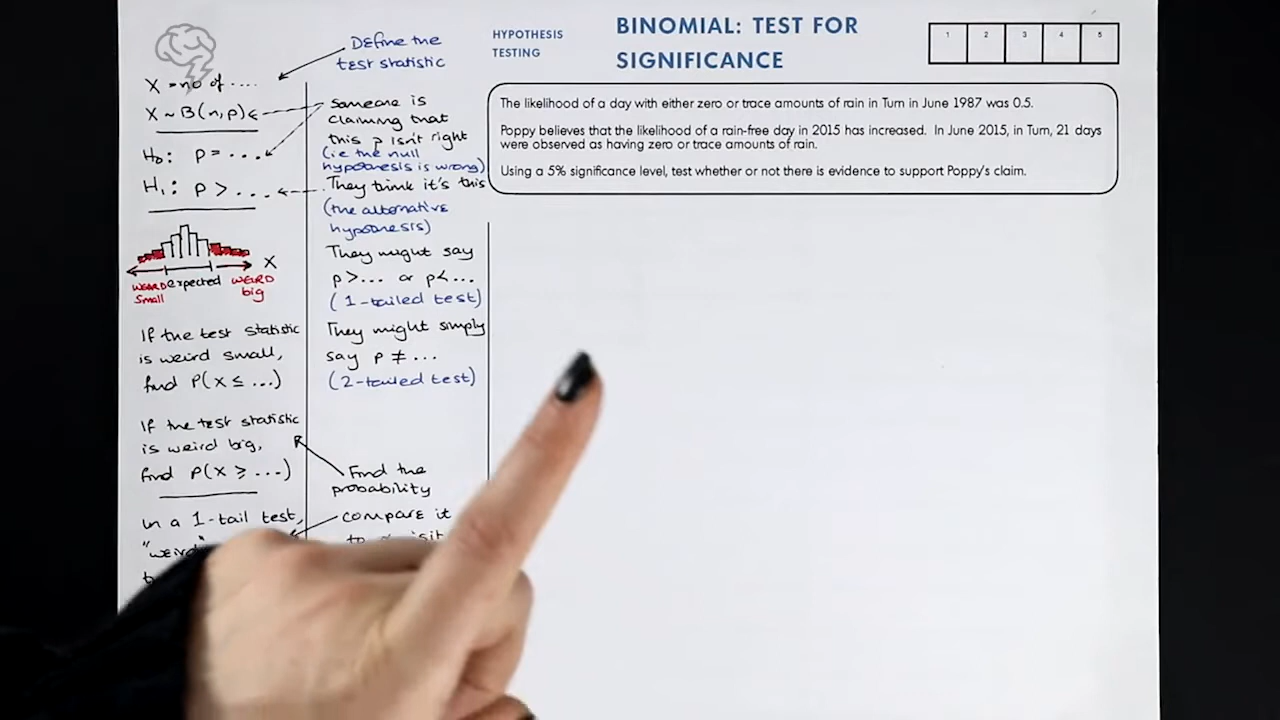 HYPOTHESIS
TESTING
BINOMIAL: TEST FOR
SIGNIFICANCE
1 2 3 4 5
The likelihood of a day with either zero or trace amounts of rain in Turn in June 1987 was 0.5.
Poppy believes that the likelihood of a rain-free day in 2015 has increased. In June 2015, in Turn, 21 days
were observed as having zero or trace amounts of rain.
Using a 5% significance level, test whether or not there is evidence to support Poppy's claim.
X = no of ....
X ~ B(n,p)
H₀: p = ....
H₁: p > ....
X
WEIRD expected WEIRD
small big
If the test statistic
is weird small,
find P(X ≤ ...)
If the test statistic
is weird big,
find P(X ≥ ...)
in a 1-tail test,
"weird"
Define the
test statistic
Someone is
claiming that
this p isn't right
(ie the null
hypothesis is wrong)
They think it's this
(the alternative
hypothesis)
They might say
p>... or p<...
(1-tailed test)
They might simply
say p ≠ ...
(2-tailed test)
Find the
probability
compare it
to